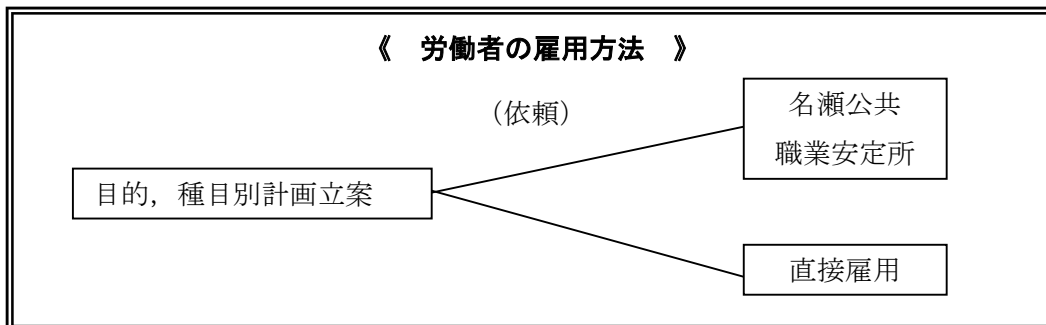 《　労働者の雇用方法　》
（依頼）
名瀬公共
職業安定所
目的，種目別計画立案
直接雇用